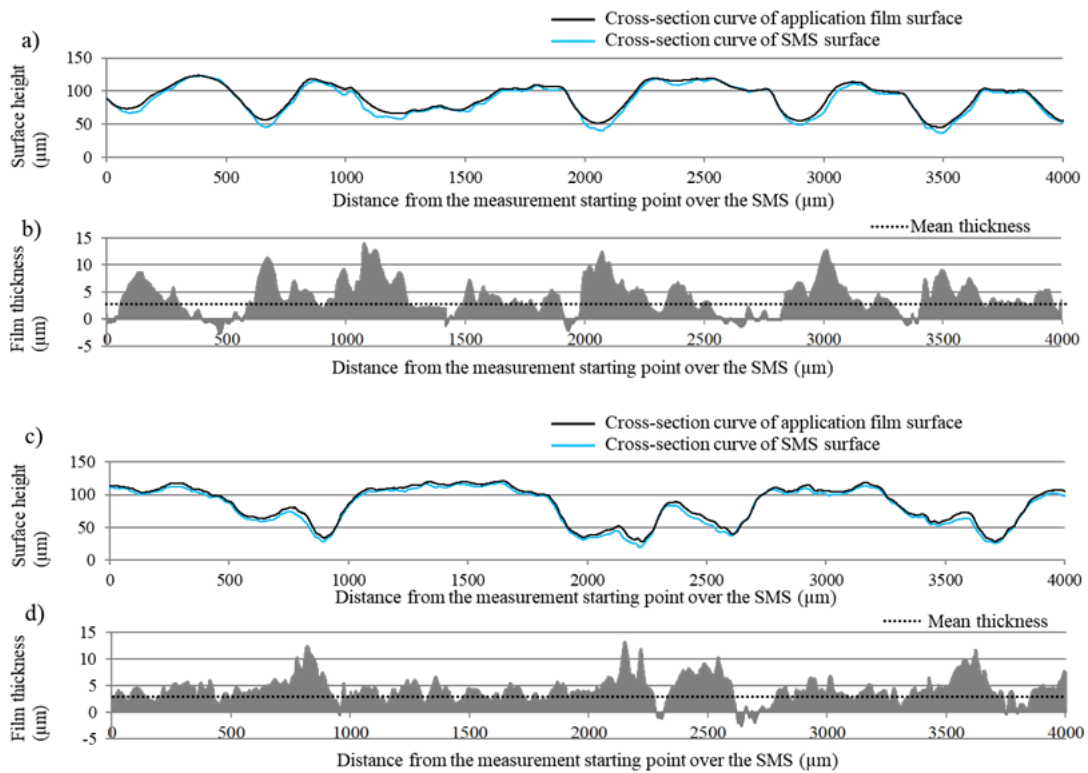 Cross-section curve of application film surface
Cross-section curve of SMS surface
a)
Surface height
(μm)
150
100
50
0
0 500 1000 1500 2000 2500 3000 3500 4000
Distance from the measurement starting point over the SMS (μm)
b)
Mean thickness
Film thickness
(μm)
15
10
5
0
-5
0 500 1000 1500 2000 2500 3000 3500 4000
Distance from the measurement starting point over the SMS (μm)
Cross-section curve of application film surface
Cross-section curve of SMS surface
c)
Surface height
(μm)
150
100
50
0
0 500 1000 1500 2000 2500 3000 3500 4000
Distance from the measurement starting point over the SMS (μm)
d)
Mean thickness
Film thickness
(μm)
15
10
5
0
-5
0 500 1000 1500 2000 2500 3000 3500 4000
Distance from the measurement starting point over the SMS (μm)